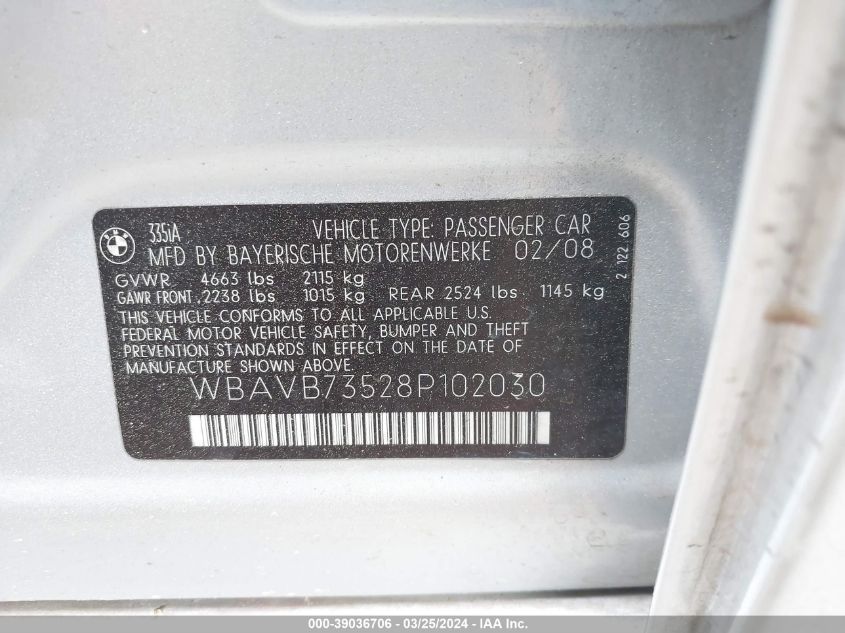 BMW
335iA
VEHICLE TYPE: PASSENGER CAR
MFD BY BAYERISCHE MOTORENWERKE 02/08
GVWR 4663 lbs 2115 kg
GAWR FRONT 2238 lbs 1015 kg REAR 2524 lbs 1145 kg
THIS VEHICLE CONFORMS TO ALL APPLICABLE U.S.
FEDERAL MOTOR VEHICLE SAFETY, BUMPER AND THEFT
PREVENTION STANDARDS IN EFFECT ON THE DATE OF
MANUFACTURE SHOWN ABOVE.
WBAVB73528P102030
2 122 606
000-39036706 - 03/25/2024 - IAA Inc.